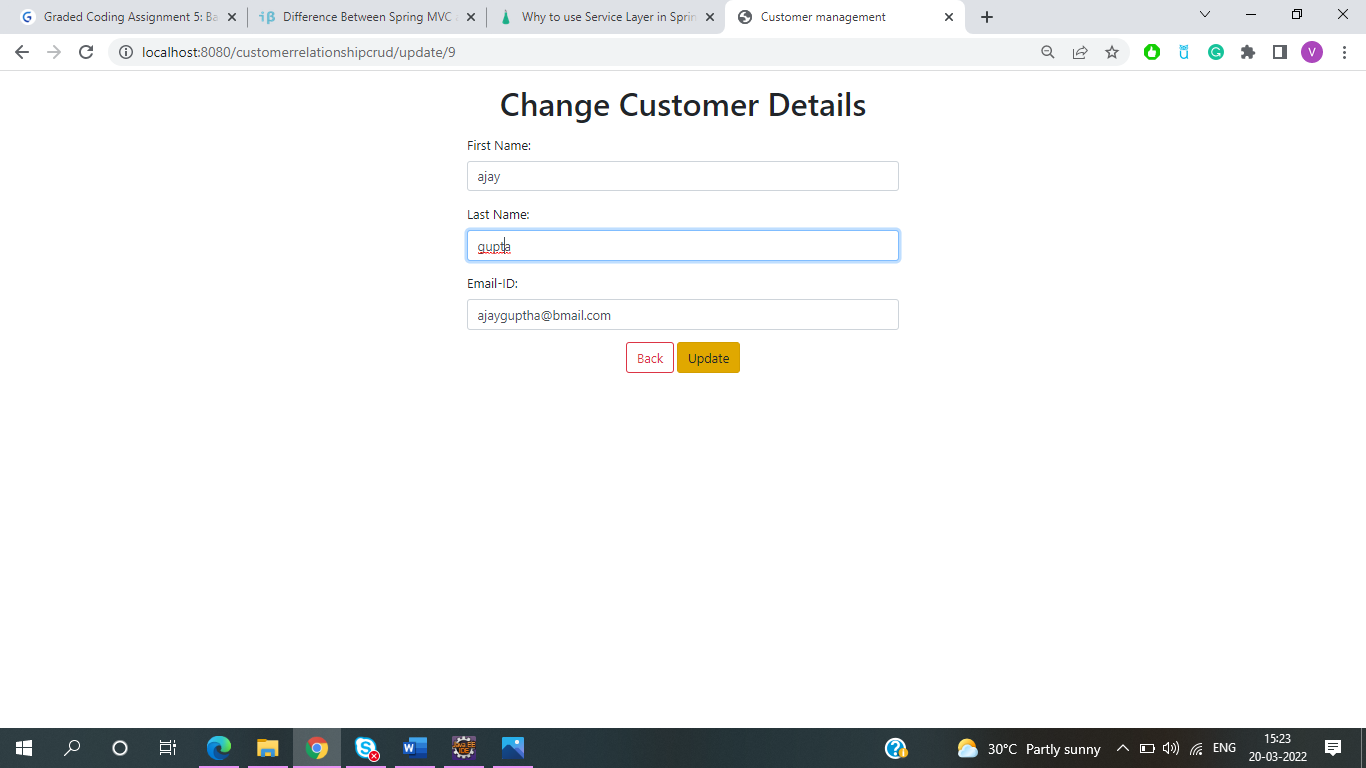 Graded Coding Assignment 5: Ba
Difference Between Spring MVC
Why to use Service Layer in Sprin
Customer management
localhost:8080/customerrelationshipcrud/update/9
V
Change Customer Details
First Name:
ajay
Last Name:
gupta
Email-ID:
ajayguptha@bmail.com
Back Update
30°C Partly sunny
ENG
15:23
20-03-2022